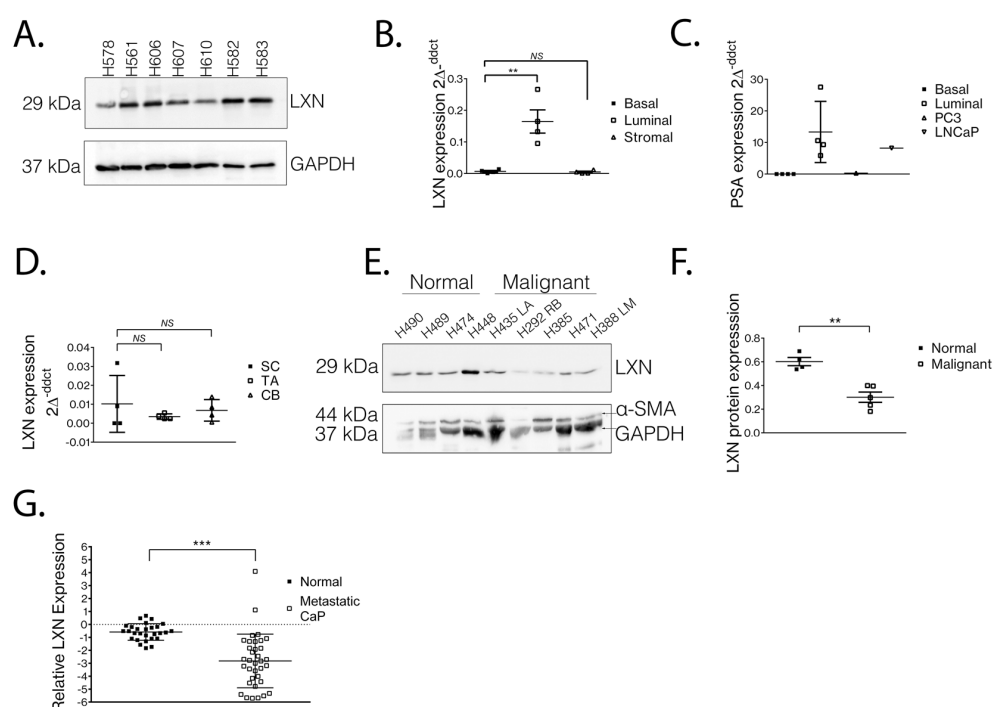 A.
H578
H561
H606
H607
H610
H582
H583
29 kDa
LXN
37 kDa
GAPDH
B.
LXN expression 2Δ-ddct
0.3
0.2
0.1
0.0
NS
**
Basal
Luminal
Stromal
C.
PSA expression 2Δ-ddct
30
20
10
0
Basal
Luminal
PC3
LNCaP
D.
LXN expression
2Δ-ddct
0.04
0.03
0.02
0.01
0.00
-0.01
NS
NS
SC
TA
CB
E.
Normal
Malignant
H490
H489
H474
H448
H435 LA
H292 RB
H385
H471
H388 LM
29 kDa
LXN
44 kDa
α-SMA
37 kDa
GAPDH
F.
LXN protein expression
0.8
0.6
0.4
0.2
0.0
**
Normal
Malignant
G.
Relative LXN Expression
6
5
4
3
2
1
0
-1
-2
-3
-4
-5
-6
***
Normal
Metastatic
CaP